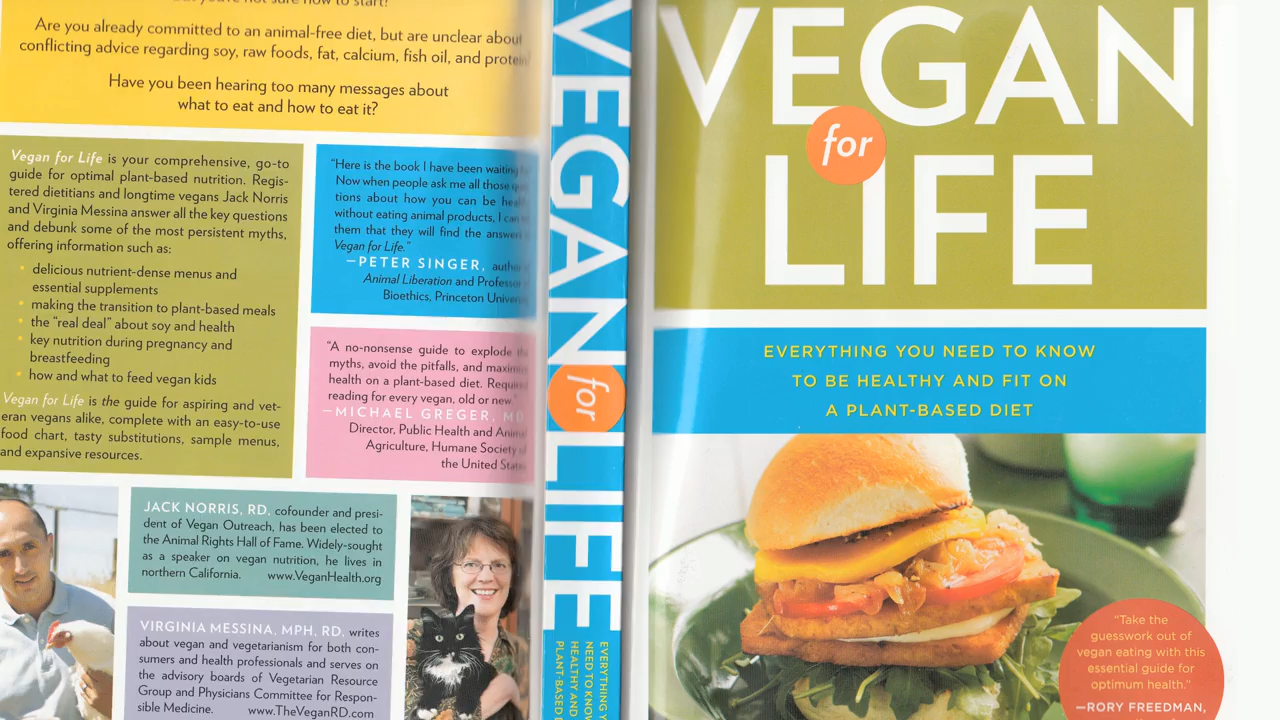 Are you already committed to an animal-free diet, but are unclear about
conflicting advice regarding soy, raw foods, fat, calcium, fish oil, and protein
Have you been hearing too many messages about
what to eat and how to eat it?
Vegan for Life is your comprehensive, go-to
guide for optimal plant-based nutrition. Regis-
tered dietitians and longtime vegans Jack Norris
and Virginia Messina answer all the key questions
and debunk some of the most persistent myths,
offering information such as:
• delicious nutrient-dense menus and
essential supplements
• making the transition to plant-based meals
• the "real deal" about soy and health
• key nutrition during pregnancy and
breastfeeding
• how and what to feed vegan kids
Vegan for Life is the guide for aspiring and vet-
eran vegans alike, complete with an easy-to-use
food chart, tasty substitutions, sample menus,
and expansive resources.
"Here is the book I have been waiting
Now when people ask me all those
tions about how you can be
without eating animal products, I can
them that they will find the answers
Vegan for Life."
—PETER SINGER,
Animal Liberation and
Bioethics, Princeton
"A no-nonsense guide to explode
myths, avoid the pitfalls, and
health on a plant-based diet.
reading for every vegan, old or new."
—MICHAEL GREGER, MD
Director, Public Health and Animal
Agriculture, Humane Society of
the United States
JACK NORRIS, RD, cofounder and presi-
dent of Vegan Outreach, has been elected to
the Animal Rights Hall of Fame. Widely-sought
as a speaker on vegan nutrition, he lives in
northern California. www.VeganHealth.org
VIRGINIA MESSINA, MPH, RD, writes
about vegan and vegetarianism for both con-
sumers and health professionals and serves on
the advisory boards of Vegetarian Resource
Group and Physicians Committee for Respon-
sible Medicine. www.TheVeganRD.com
VEGAN for LIFE
EVERYTHING
NEED TO KNOW
HEALTHY AND
PLANT-BASED
VEGAN
for
LIFE
EVERYTHING YOU NEED TO KNOW
TO BE HEALTHY AND FIT ON
A PLANT-BASED DIET
"Take the
guesswork out of
vegan eating with this
essential guide for
optimum health."
—RORY FREEDMAN,